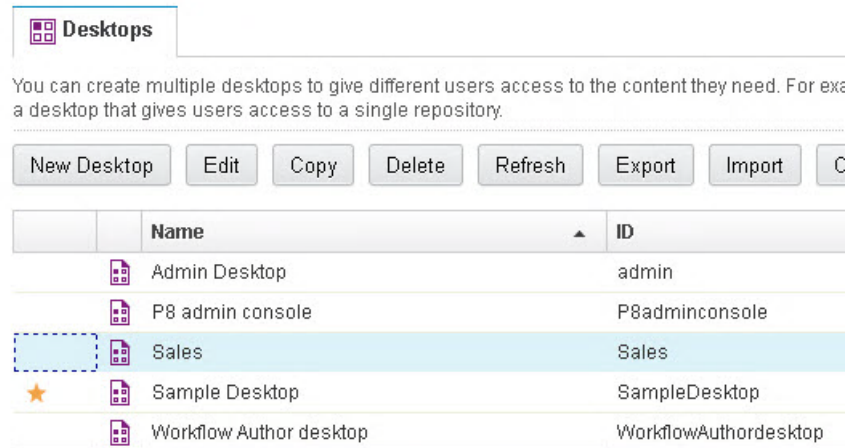 Desktops
You can create multiple desktops to give different users access to the content they need. For
a desktop that gives users access to a single repository.
New Desktop Edit Copy Delete Refresh Export Import
Name ID
Admin Desktop admin
P8 admin console P8adminconsole
Sales Sales
Sample Desktop SampleDesktop
Workflow Author desktop WorkflowAuthordesktop